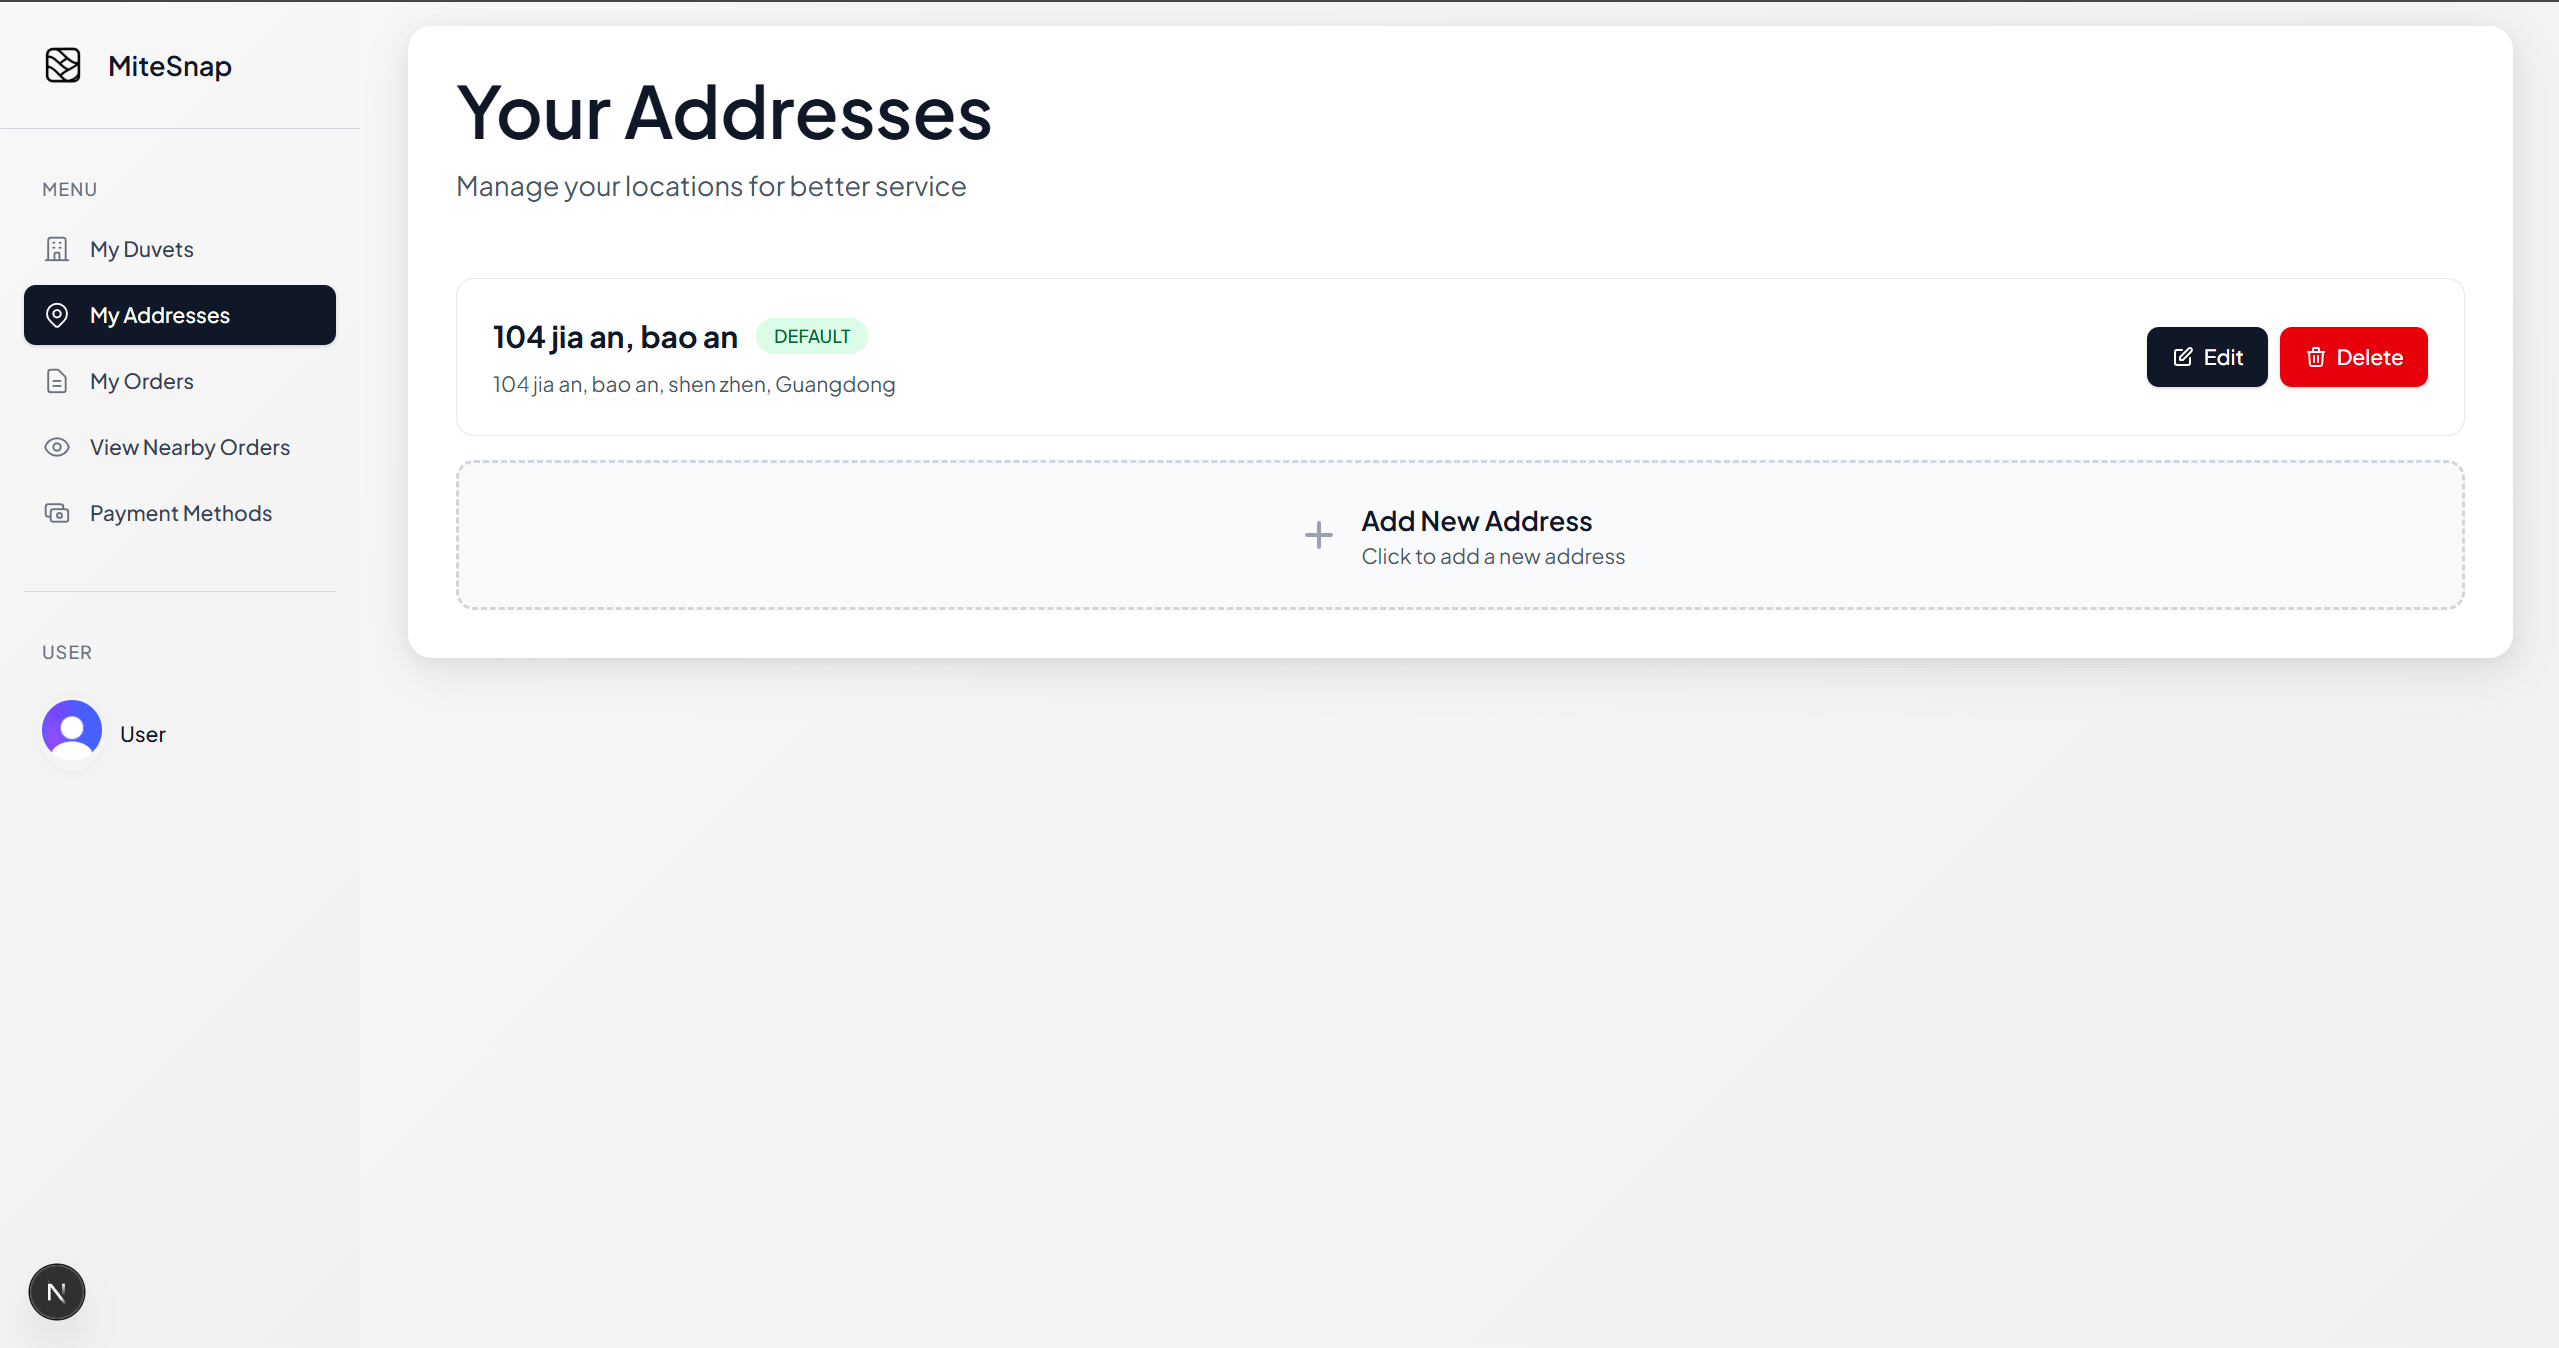 MiteSnap
MENU
My Duvets
My Addresses
My Orders
View Nearby Orders
Payment Methods
USER
User
N
Your Addresses
Manage your locations for better service
104 jia an, bao an DEFAULT
104 jia an, bao an, shen zhen, Guangdong
Edit Delete
Add New Address
Click to add a new address